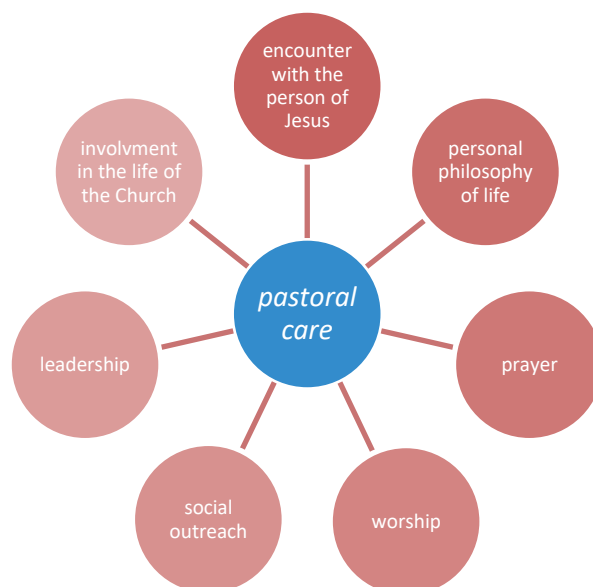 encounter
with the
person of
Jesus
personal
philosophy
of life
prayer
worship
social
outreach
leadership
involvment
in the life of
the Church
pastoral
care